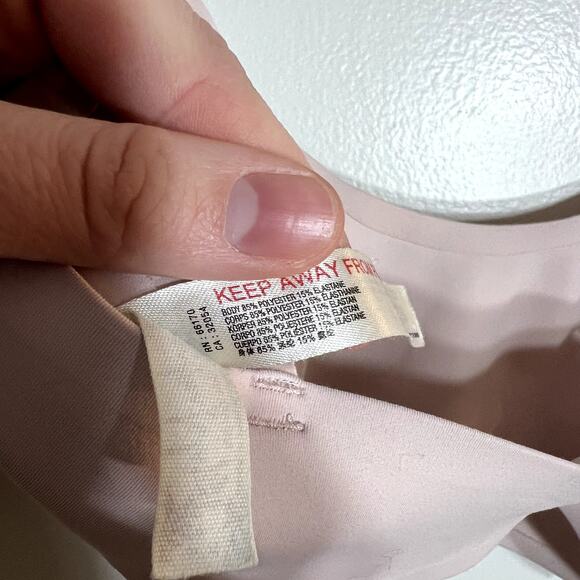 KEEP AWAY FROM
BODY 85% POLYESTER 15% ELASTANE
CORPS 85% POLYESTER 15% ELASTHANNE
KÖRPER 85% POLYESTER 15% ELASTAN
CORPO 85% POLIESTERE 15% ELASTAN
CUERPO 85% POLIÉSTER 15% ELASTANO
身体 85% 聚酯 15% 氨纶
RN: 66170
CA: 32054